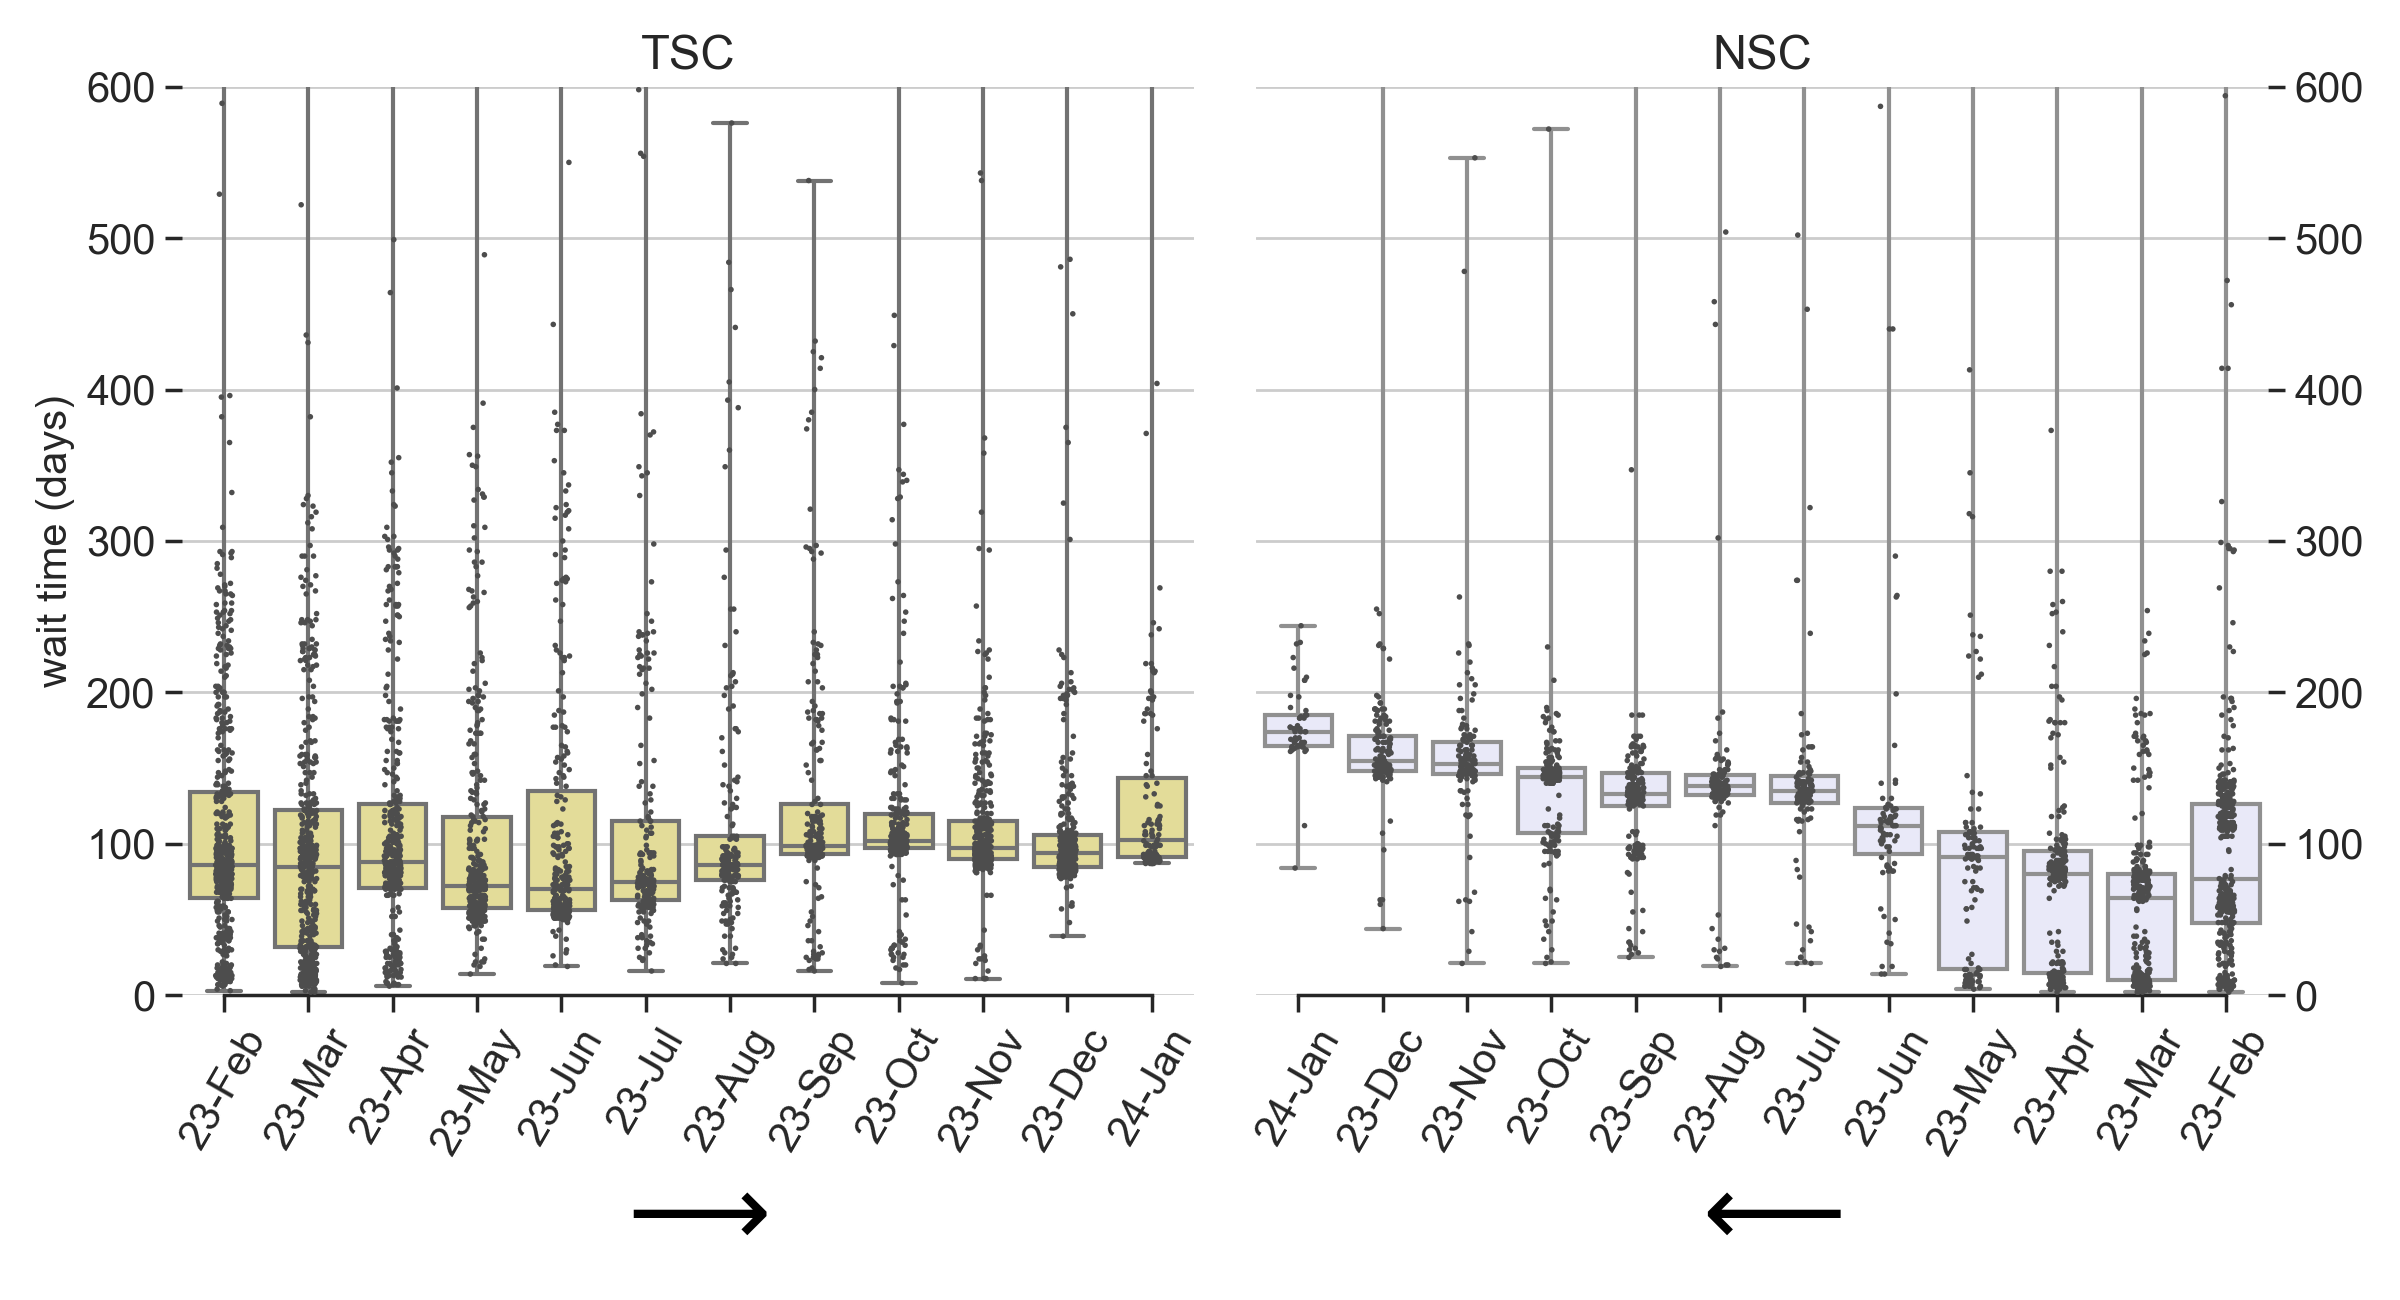 TSC NSC
600 600
500 500
400 400
300 300
200 200
100 100
0 0
wait time (days)
23-Feb 23-Mar 23-Apr 23-May 23-Jun 23-Jul 23-Aug 23-Sep 23-Oct 23-Nov 23-Dec 24-Jan
24-Jan 23-Dec 23-Nov 23-Oct 23-Sep 23-Aug 23-Jul 23-Jun 23-May 23-Apr 23-Mar 23-Feb